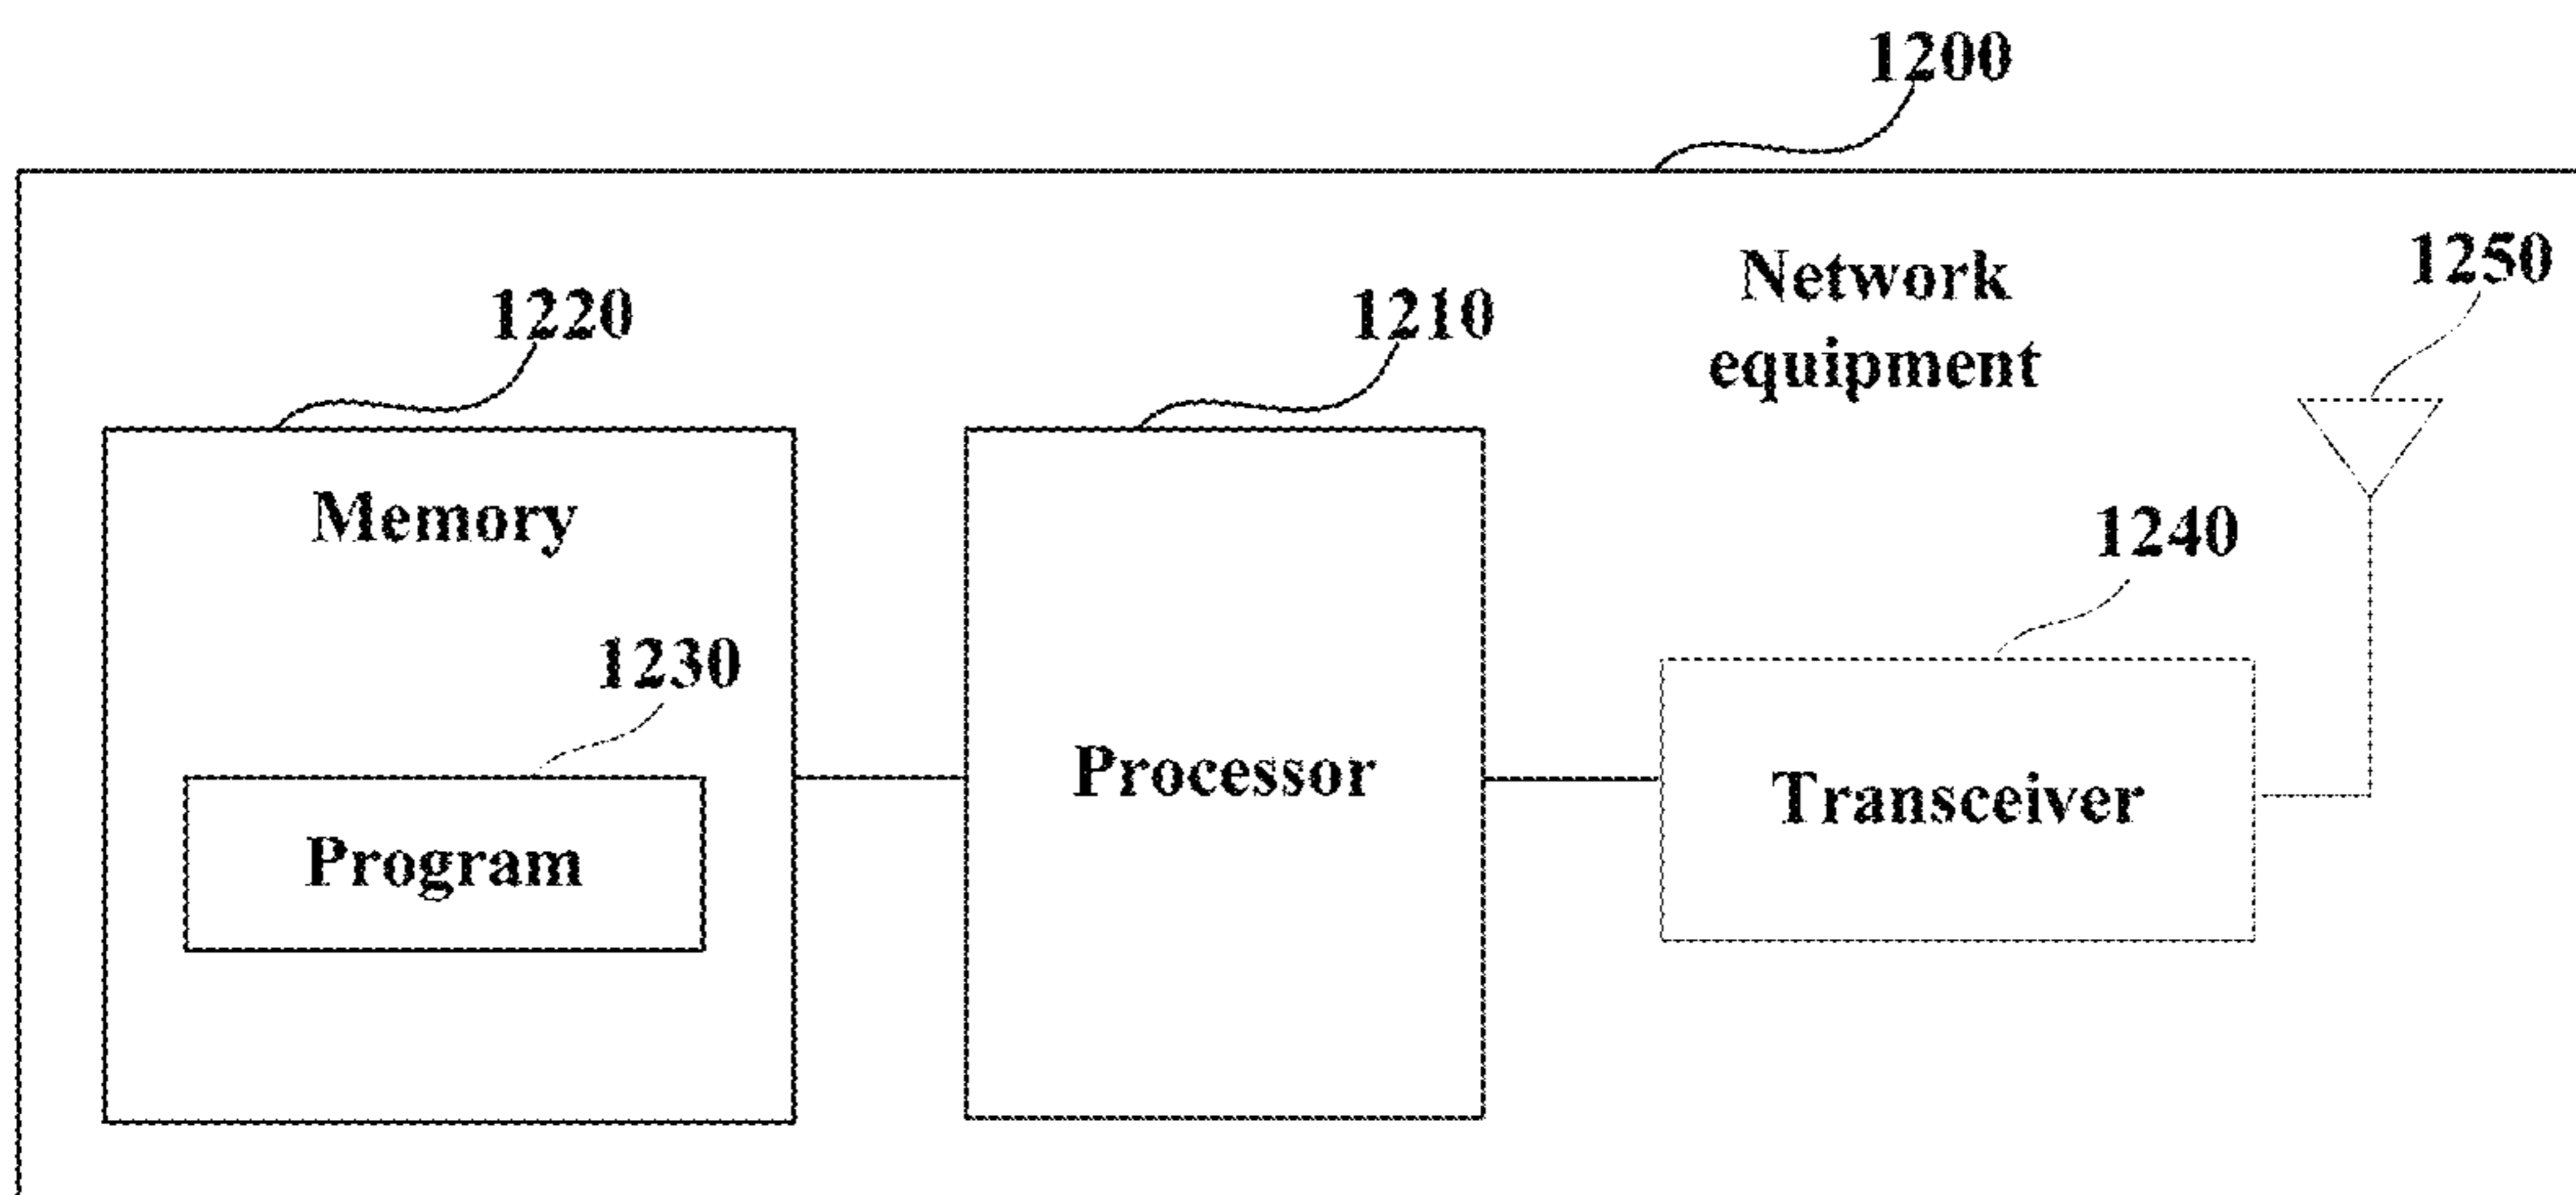 1200
Network
equipment
1250
1220
1210
Memory
1240
1230
Processor
Transceiver
Program